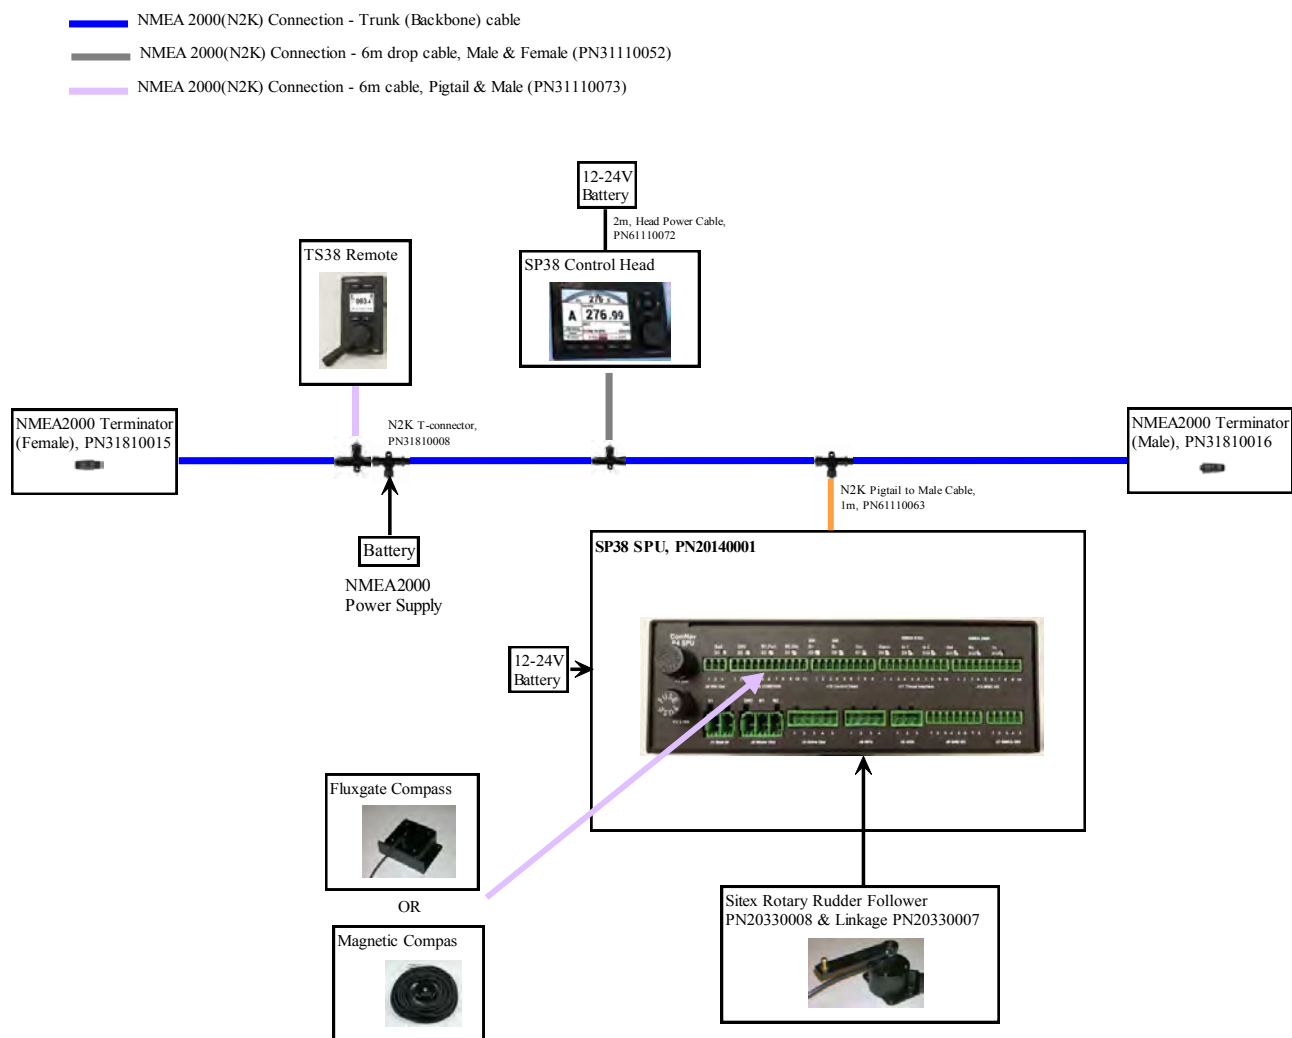 NMEA 2000(N2K) Connection - Trunk (Backbone) cable
NMEA 2000(N2K) Connection - 6m drop cable, Male & Female (PN31110052)
NMEA 2000(N2K) Connection - 6m cable, Pigtail & Male (PN31110073)
12-24V
Battery
2m, Head Power Cable,
PN61110072
TS38 Remote
SP38 Control Head
276.99
A
NMEA2000 Terminator
(Female), PN31810015
N2K T-connector,
PN31810008
NMEA2000 Terminator
(Male), PN31810016
N2K Pigtail to Male Cable,
1m, PN61110063
Battery
NMEA2000
Power Supply
SP38 SPU, PN20140001
ComNav
P4 SPU
FUSE
12-24V
Battery
Fluxgate Compass
OR
Magnetic Compas
Sitex Rotary Rudder Follower
PN20330008 & Linkage PN20330007